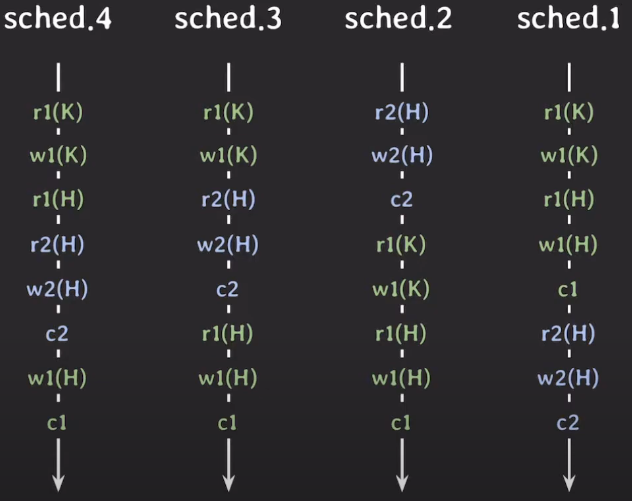 sched.4 sched.3 sched.2 sched.1
r1(K) r1(K) r2(H) r1(K)
w1(K) w1(K) w2(H) w1(K)
r1(H) r2(H) c2 r1(H)
r2(H) w2(H) r1(K) w1(H)
w2(H) c2 w1(K) c1
c2 r1(H) r1(H) r2(H)
w1(H) w1(H) w1(H) w2(H)
c1 c1 c1 c2